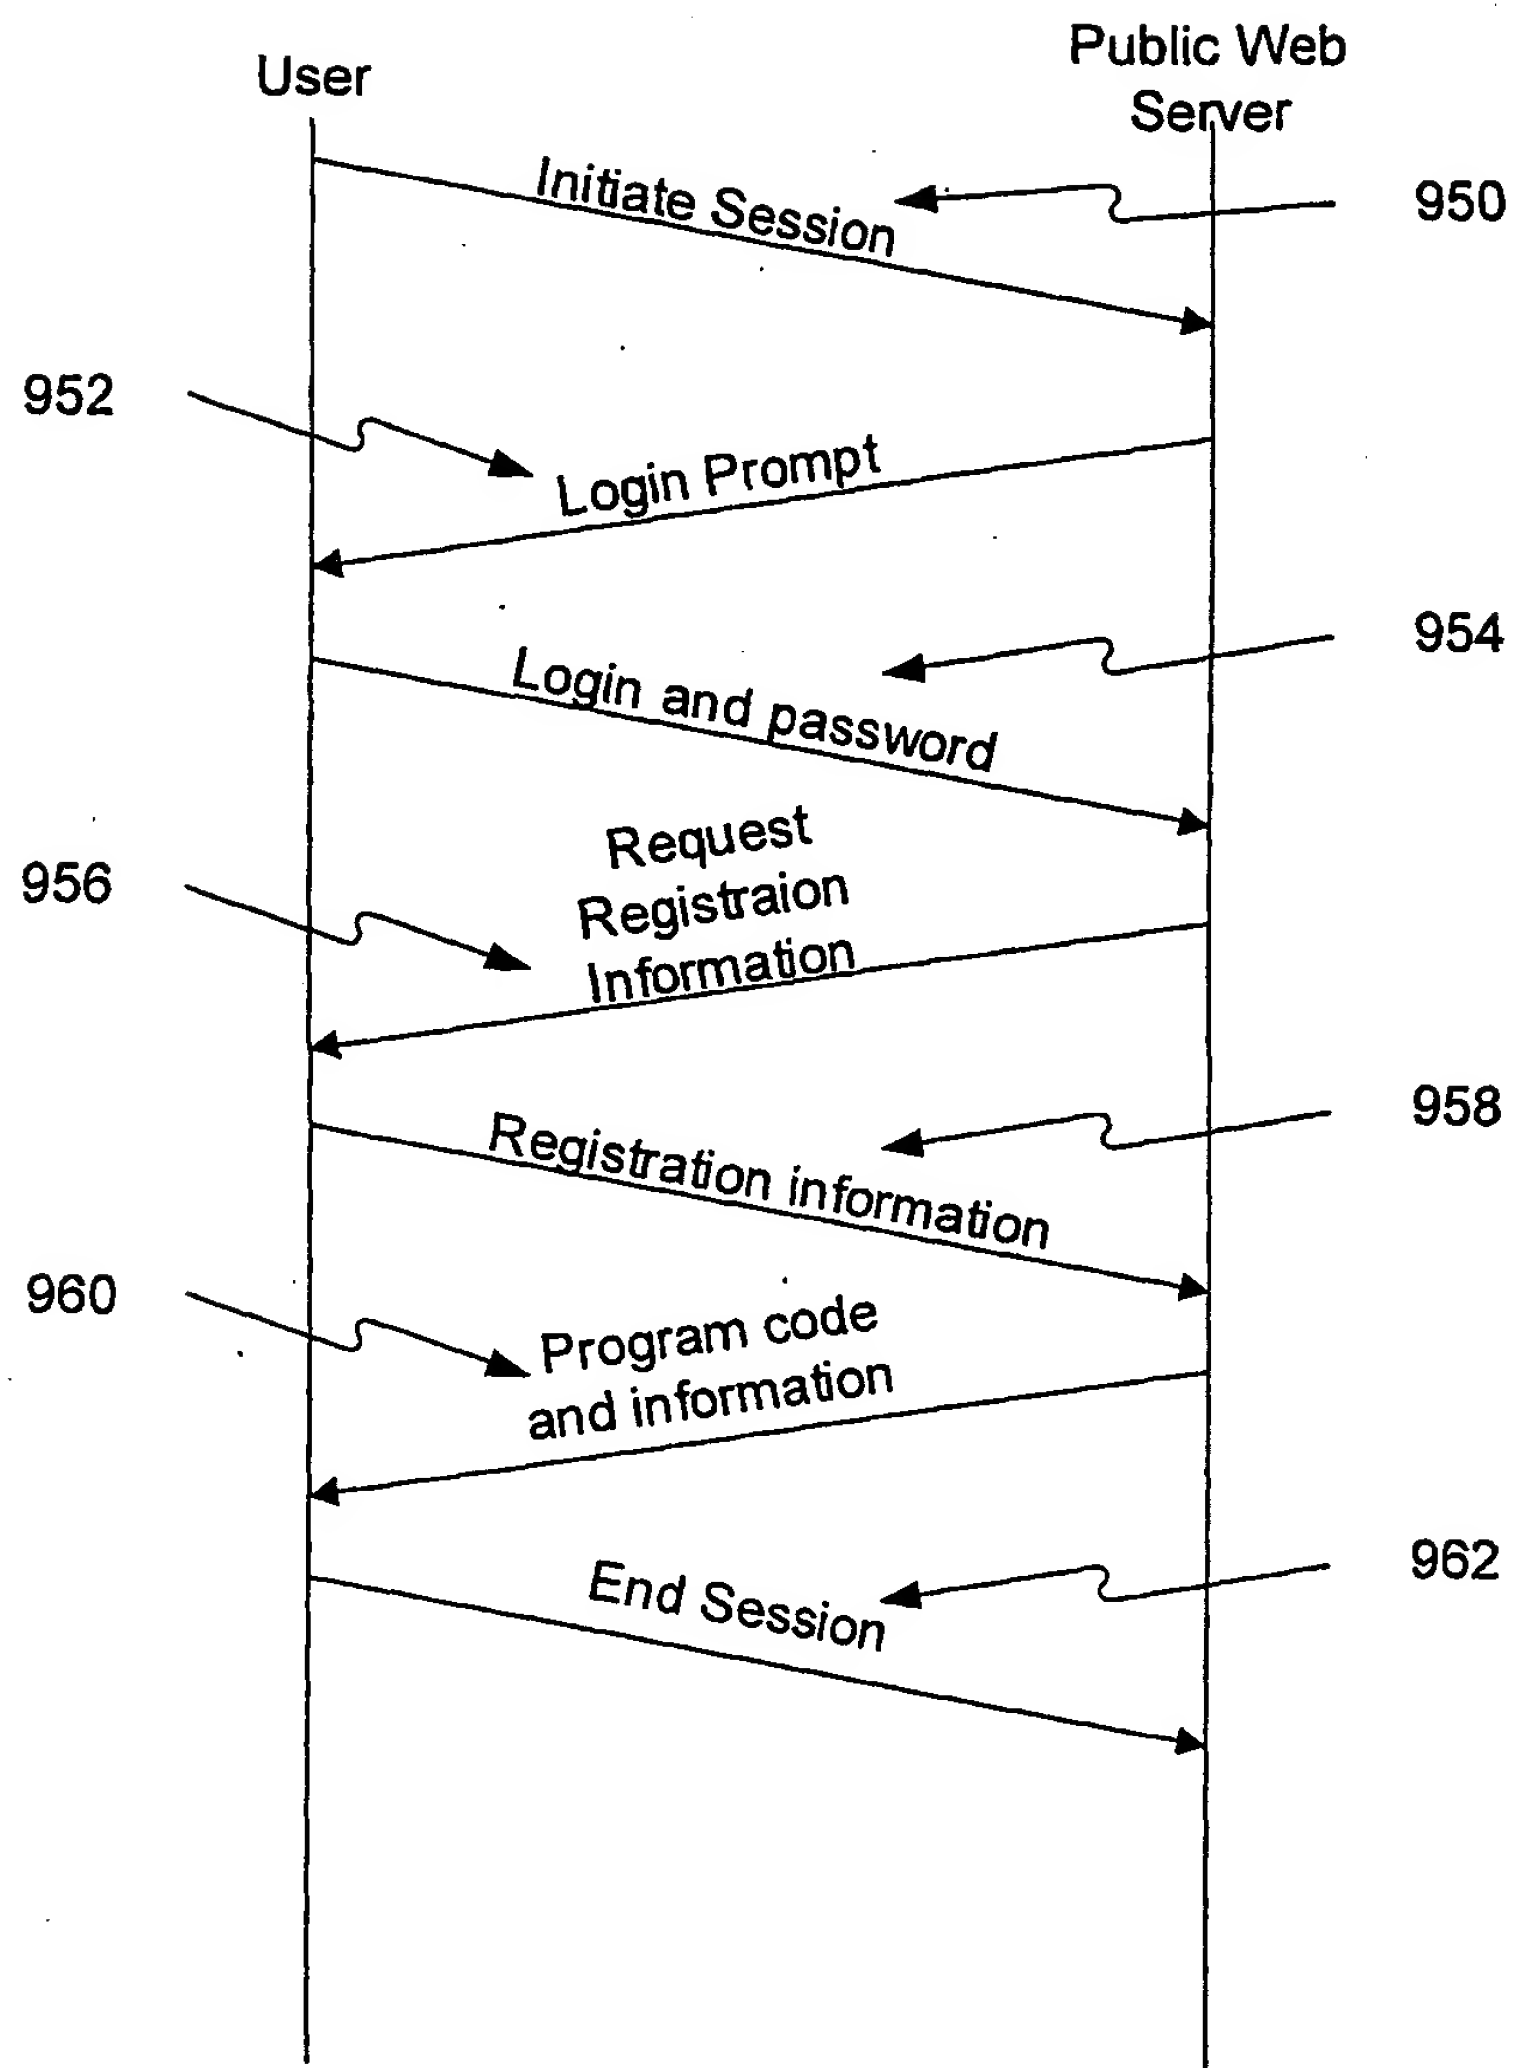 User
Public Web
Server
Initiate Session
950
952
Login Prompt
954
Login and password
956
Request
Registraion
Information
958
Registration information
960
Program code
and information
962
End Session